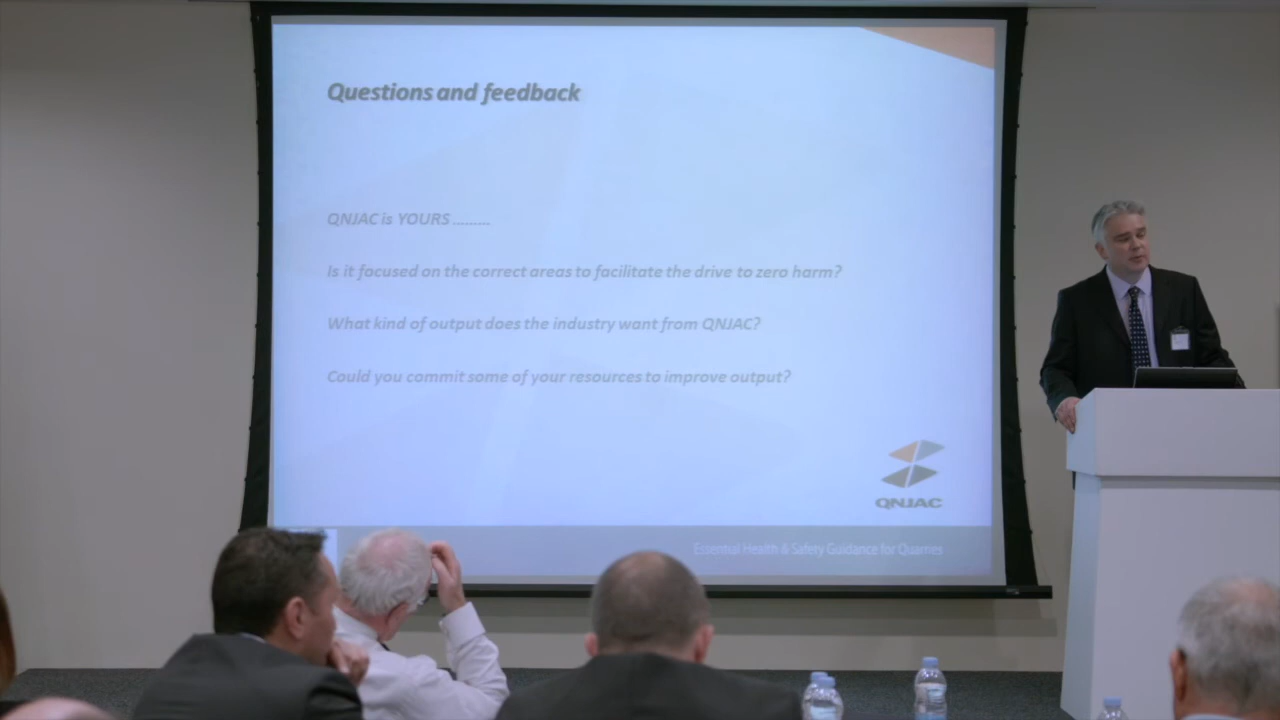 Questions and feedback
QNJAC is YOURS .........
Is it focused on the correct areas to facilitate the drive to zero harm?
What kind of output does the industry want from QNJAC?
Could you commit some of your resources to improve output?
QNJAC
Essential Health & Safety Guidance for Quarries